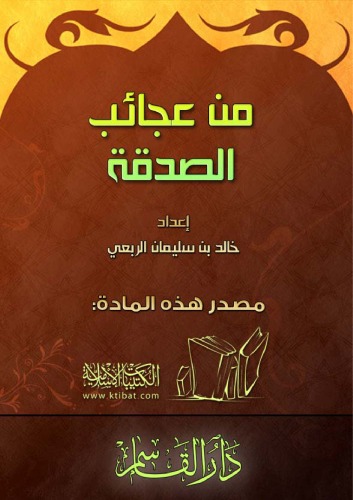 من عجائب
الصدقة
إعداد
خالد بن سليمان الربعي
مصدر هذه المادة:
الكتيبات الإسلامية
www.ktibat.com
دار القاسم